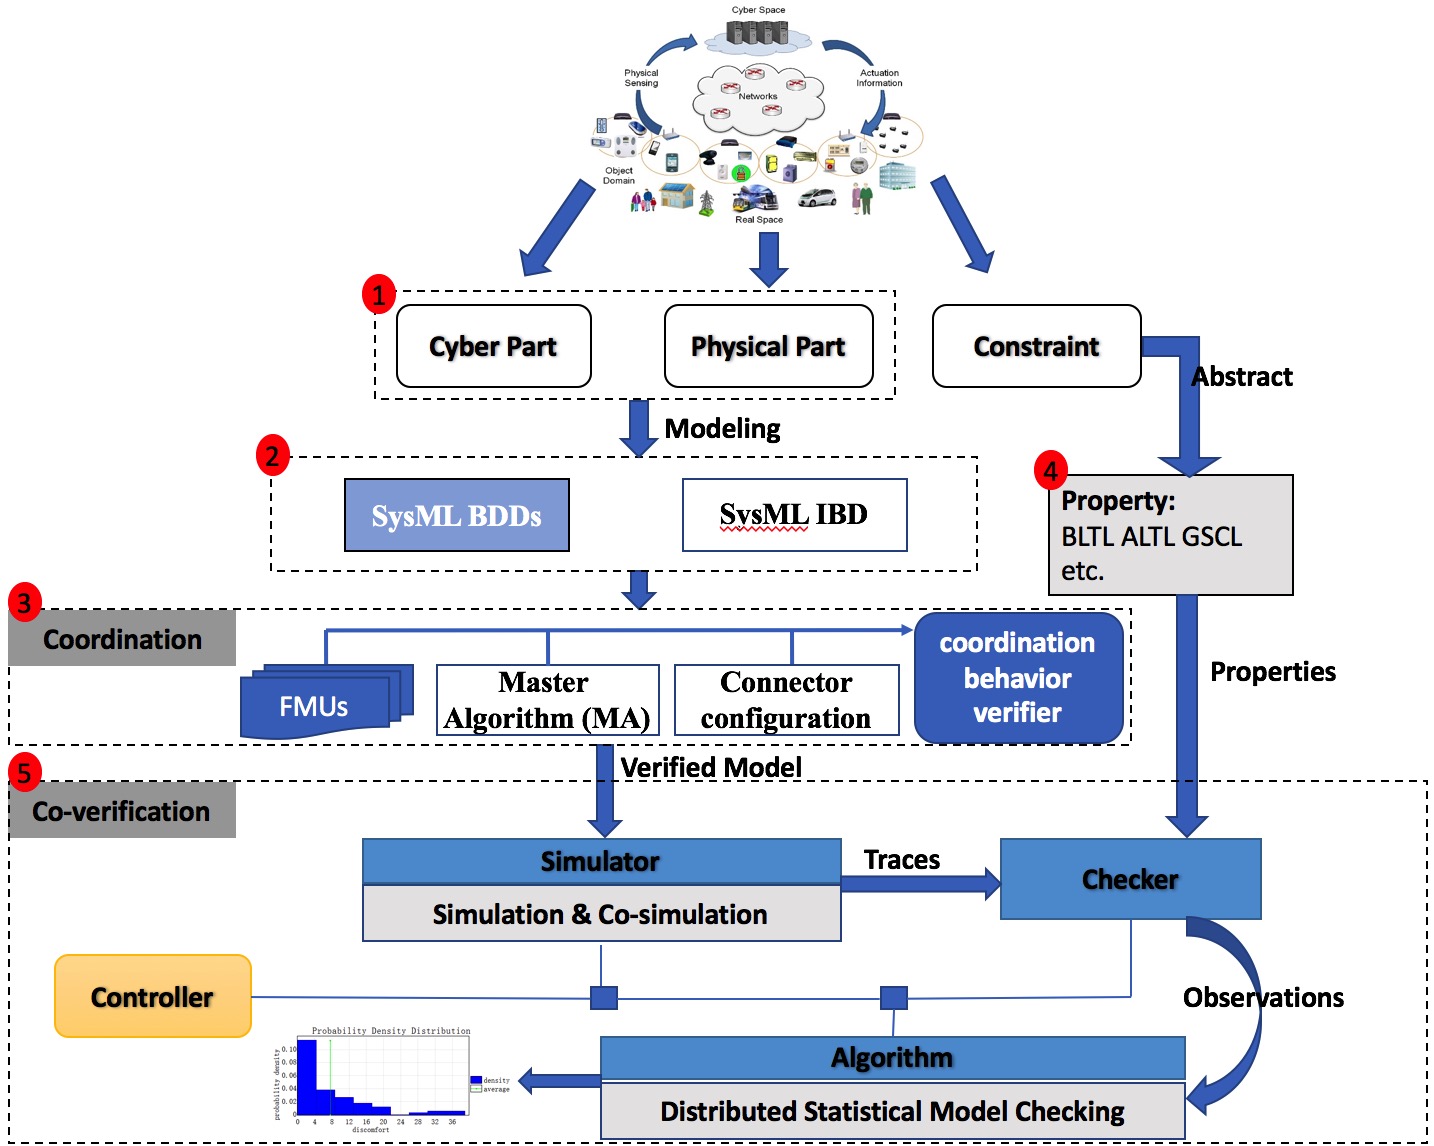 Cyber Space
Physical
Sensing
Actuation
Information
Networks
Object
Domain
Real Space
1
Cyber Part
Physical Part
Constraint
Abstract
Modeling
2
SysML BDDs
SysML IBD
4
Property:
BLTL ALTL GSCL
etc.
3
Coordination
FMUs
Master
Algorithm (MA)
Connector
configuration
coordination
behavior
verifier
Properties
Verified Model
5
Co-verification
Simulator
Simulation & Co-simulation
Traces
Checker
Controller
Observations
Algorithm
Distributed Statistical Model Checking
Probability Density Distribution
probability density
0.10
0.08
0.06
0.04
0.02
0
0 4 8 12 16 20 24 28 32 36
discomfort
density
average